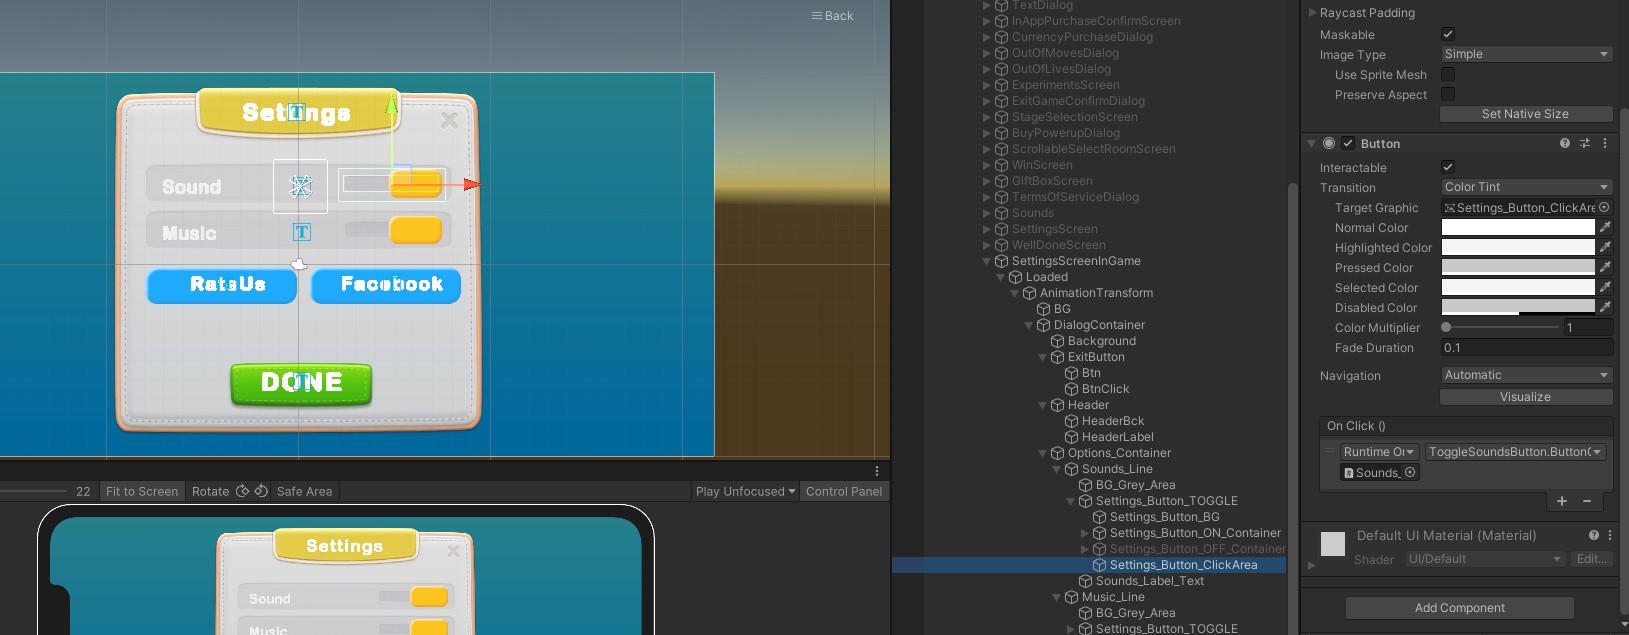 Back
Settings
Sound
Music
Rate Us
Facebook
DONE
22
Fit to Screen
Rotate
Safe Area
Play Unfocused
Control Panel
Settings
Sound
Music
TextDialog
InAppPurchaseConfirmScreen
CurrencyPurchaseDialog
OutOfMovesDialog
OutOfLivesDialog
ExperimentsScreen
ExitGameConfirmDialog
StageSelectionScreen
BuyPowerupDialog
ScrollableSelectRoomScreen
WinScreen
GiftBoxScreen
TermsOfServiceDialog
Sounds
SettingsScreen
WellDoneScreen
SettingsScreenInGame
Loaded
AnimationTransform
BG
DialogContainer
Background
ExitButton
Btn
BtnClick
Header
HeaderBck
HeaderLabel
Options_Container
Sounds_Line
BG_Grey_Area
Settings_Button_TOGGLE
Settings_Button_BG
Settings_Button_ON_Container
Settings_Button_OFF_Container
Settings_Button_ClickArea
Sounds_Label_Text
Music_Line
BG_Grey_Area
Settings_Button_TOGGLE
Raycast Padding
Maskable
Image Type Simple
Use Sprite Mesh
Preserve Aspect
Set Native Size
Button
Interactable
Transition Color Tint
Target Graphic Settings_Button_ClickAre
Normal Color
Highlighted Color
Pressed Color
Selected Color
Disabled Color
Color Multiplier 1
Fade Duration 0.1
Navigation Automatic
Visualize
On Click ()
Runtime Or ToggleSoundsButton.Button(
Sounds_
+ −
Default UI Material (Material)
Shader UI/Default Edit...
Add Component